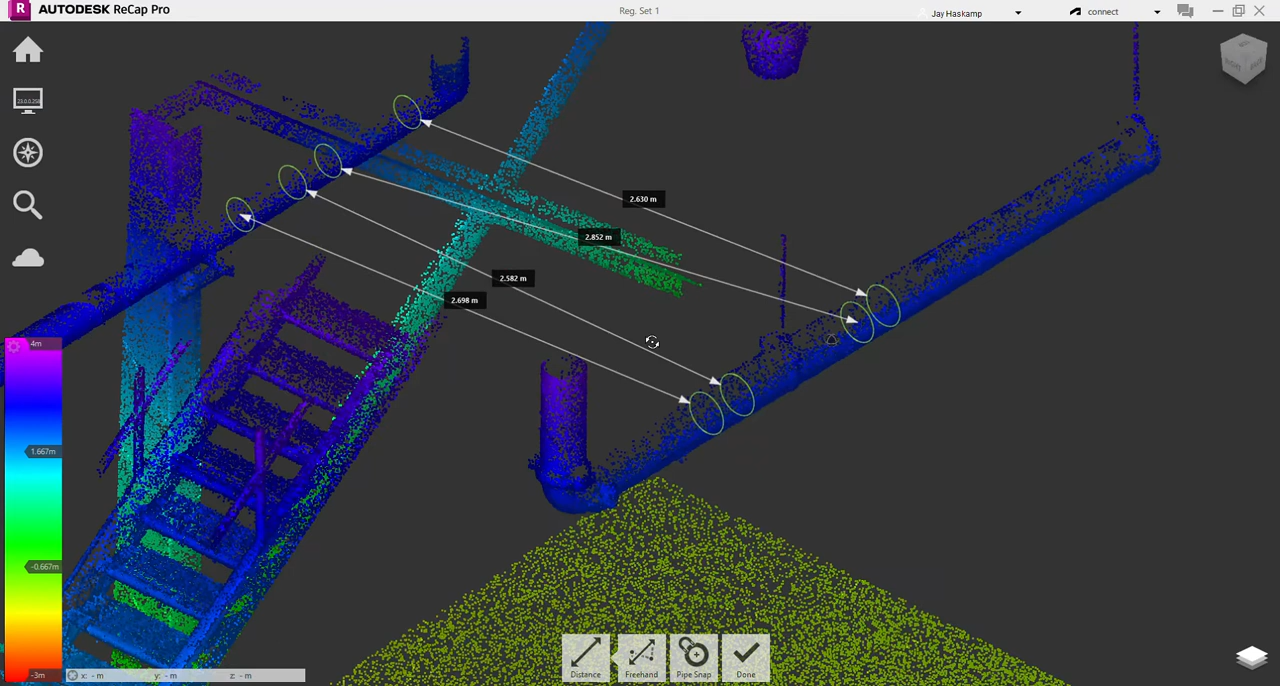 R AUTODESK ReCap Pro
Reg. Set 1
Jay Haskamp
connect
2.630 m
2.852 m
2.582 m
2.698 m
4m
1.667m
-0.667m
-3m
x: - m y: - m z: - m
Distance
Freehand
Pipe Snap
Done